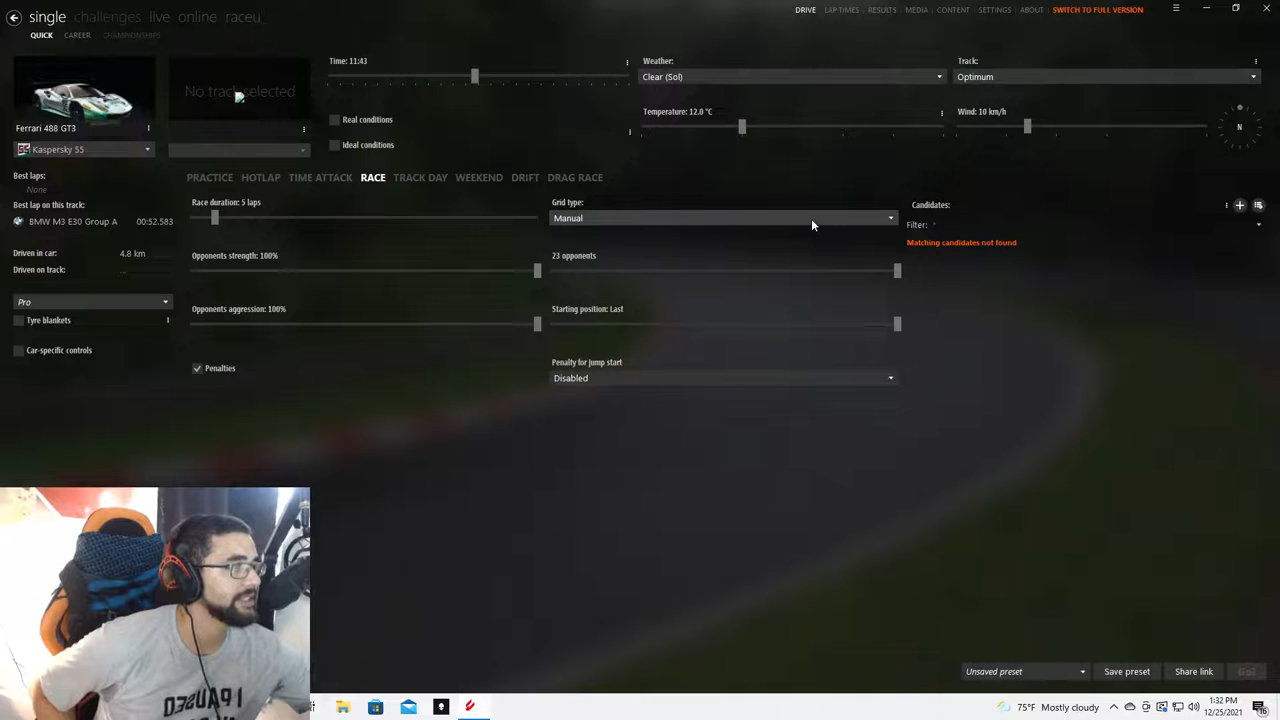 single challenges live online raceu
DRIVE LAP TIMES RESULTS MEDIA CONTENT SETTINGS ABOUT SWITCH TO FULL VERSION
QUICK CAREER CHAMPIONSHIPS
No track selected
Ferrari 488 GT3
Kaspersky 55
Time: 11:43
Real conditions
Ideal conditions
Weather:
Clear (Sol)
Temperature: 12.0 °C
Track:
Optimum
Wind: 10 km/h
N
Best laps:
None
Best lap on this track:
BMW M3 E30 Group A 00:52.583
Driven in car: 4.8 km
Driven on track:
Pro
Tyre blankets
Car-specific controls
PRACTICE HOTLAP TIME ATTACK RACE TRACK DAY WEEKEND DRIFT DRAG RACE
Race duration: 5 laps
Opponents strength: 100%
Opponents aggression: 100%
Penalties
Grid type:
Manual
23 opponents
Starting position: Last
Penalty for jump start
Disabled
Candidates:
Filter: *
Matching candidates not found
Unsaved preset Save preset Share link Go!
75°F Mostly cloudy
1:32 PM
12/25/2021